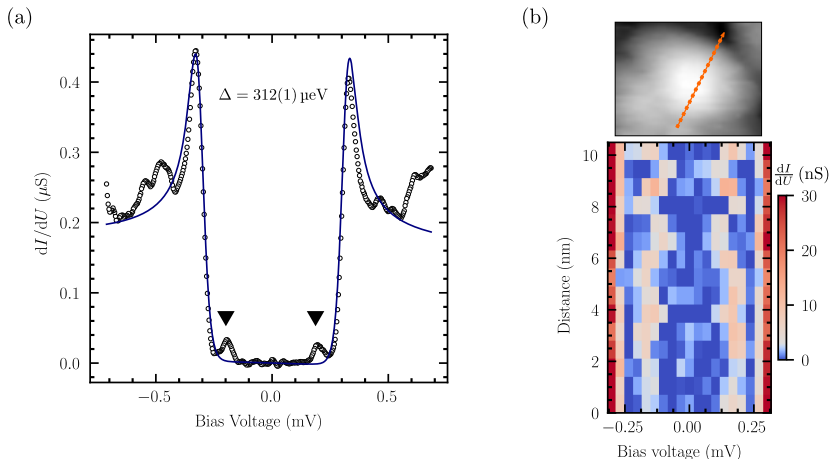 (a)
0.4
0.3
0.2
0.1
0.0
dI/dU (µS)
Δ = 312(1) µeV
−0.5
0.0
0.5
Bias Voltage (mV)
(b)
10
8
6
4
2
0
Distance (nm)
−0.25
0.00
0.25
Bias voltage (mV)
dI/dU (nS)
30
20
10
0